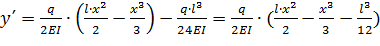 y′ = q/2EI · (l·x²/2 − x³/3) − q·l³/24EI = q/2EI · (l·x²/2 − x³/3 − l³/12)